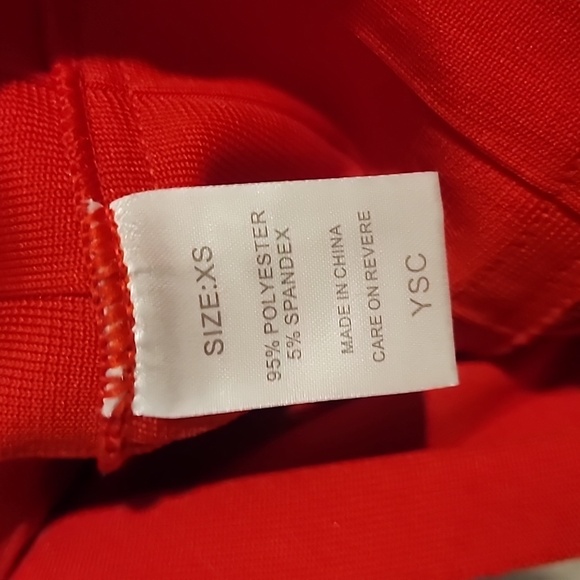 SIZE:XS
95% POLYESTER
5% SPANDEX
MADE IN CHINA
CARE ON REVERE
YSC